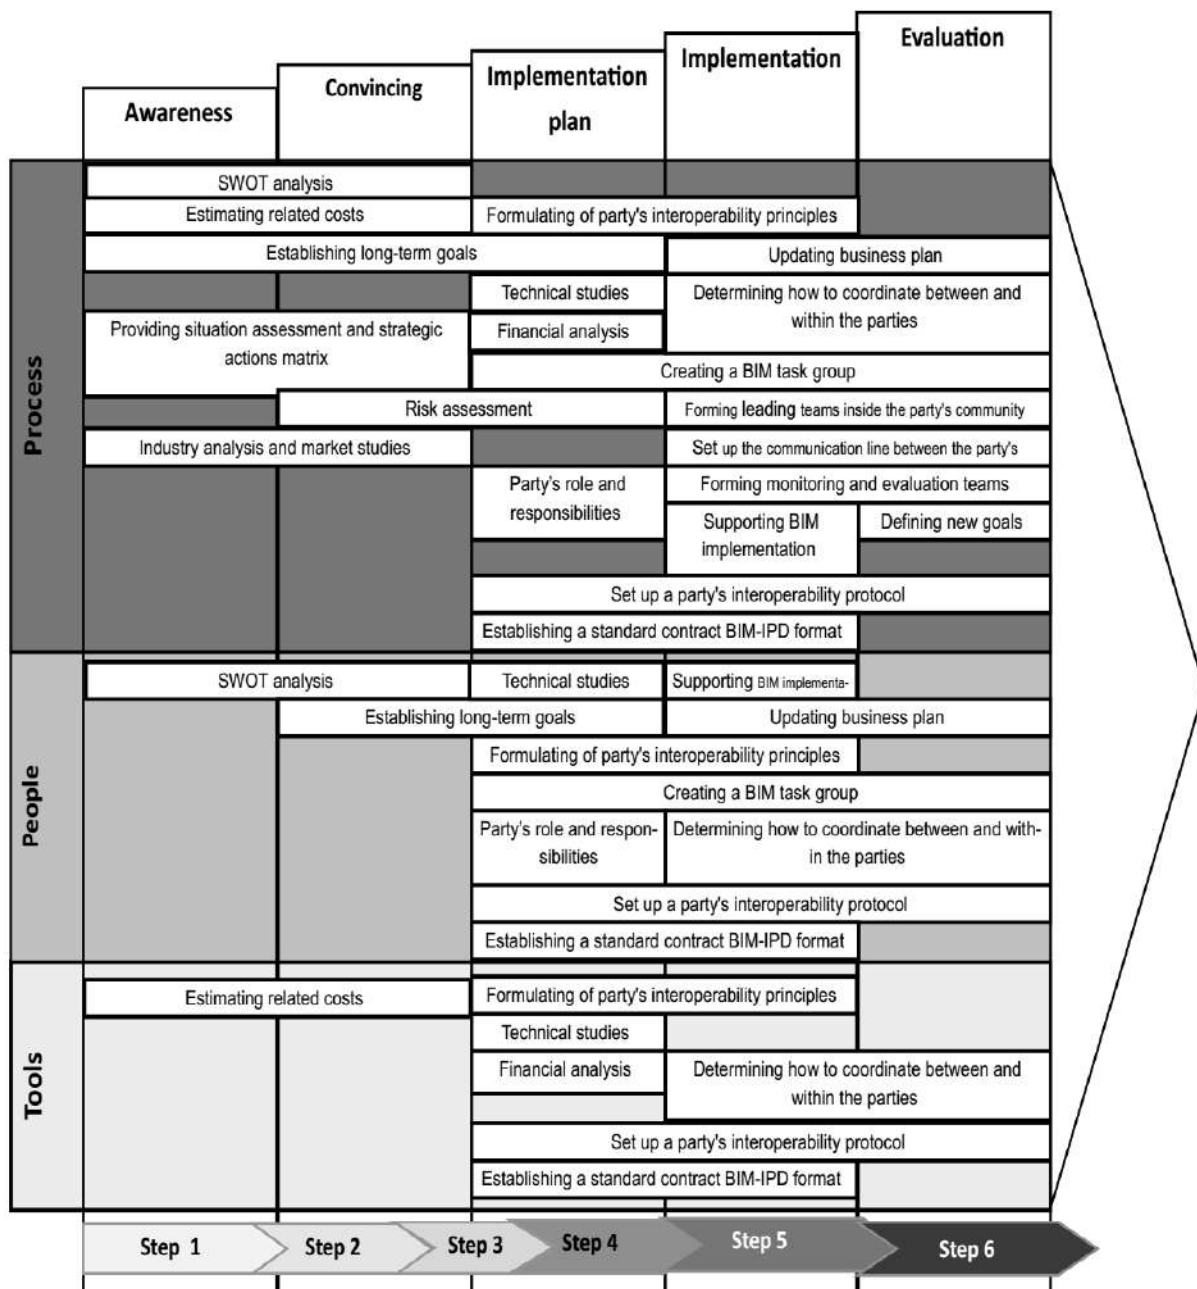 Awareness
Convincing
Implementation
plan
Implementation
Evaluation
Process
SWOT analysis
Estimating related costs
Formulating of party's interoperability principles
Establishing long-term goals
Updating business plan
Technical studies
Determining how to coordinate between and
within the parties
Providing situation assessment and strategic
actions matrix
Financial analysis
Creating a BIM task group
Risk assessment
Forming leading teams inside the party's community
Industry analysis and market studies
Set up the communication line between the party's
Party's role and
responsibilities
Forming monitoring and evaluation teams
Supporting BIM
implementation
Defining new goals
Set up a party's interoperability protocol
Establishing a standard contract BIM-IPD format
People
SWOT analysis
Technical studies
Supporting BIM implementa-
Establishing long-term goals
Updating business plan
Formulating of party's interoperability principles
Creating a BIM task group
Party's role and respon-
sibilities
Determining how to coordinate between and with-
in the parties
Set up a party's interoperability protocol
Establishing a standard contract BIM-IPD format
Tools
Estimating related costs
Formulating of party's interoperability principles
Technical studies
Financial analysis
Determining how to coordinate between and
within the parties
Set up a party's interoperability protocol
Establishing a standard contract BIM-IPD format
Step 1
Step 2
Step 3
Step 4
Step 5
Step 6